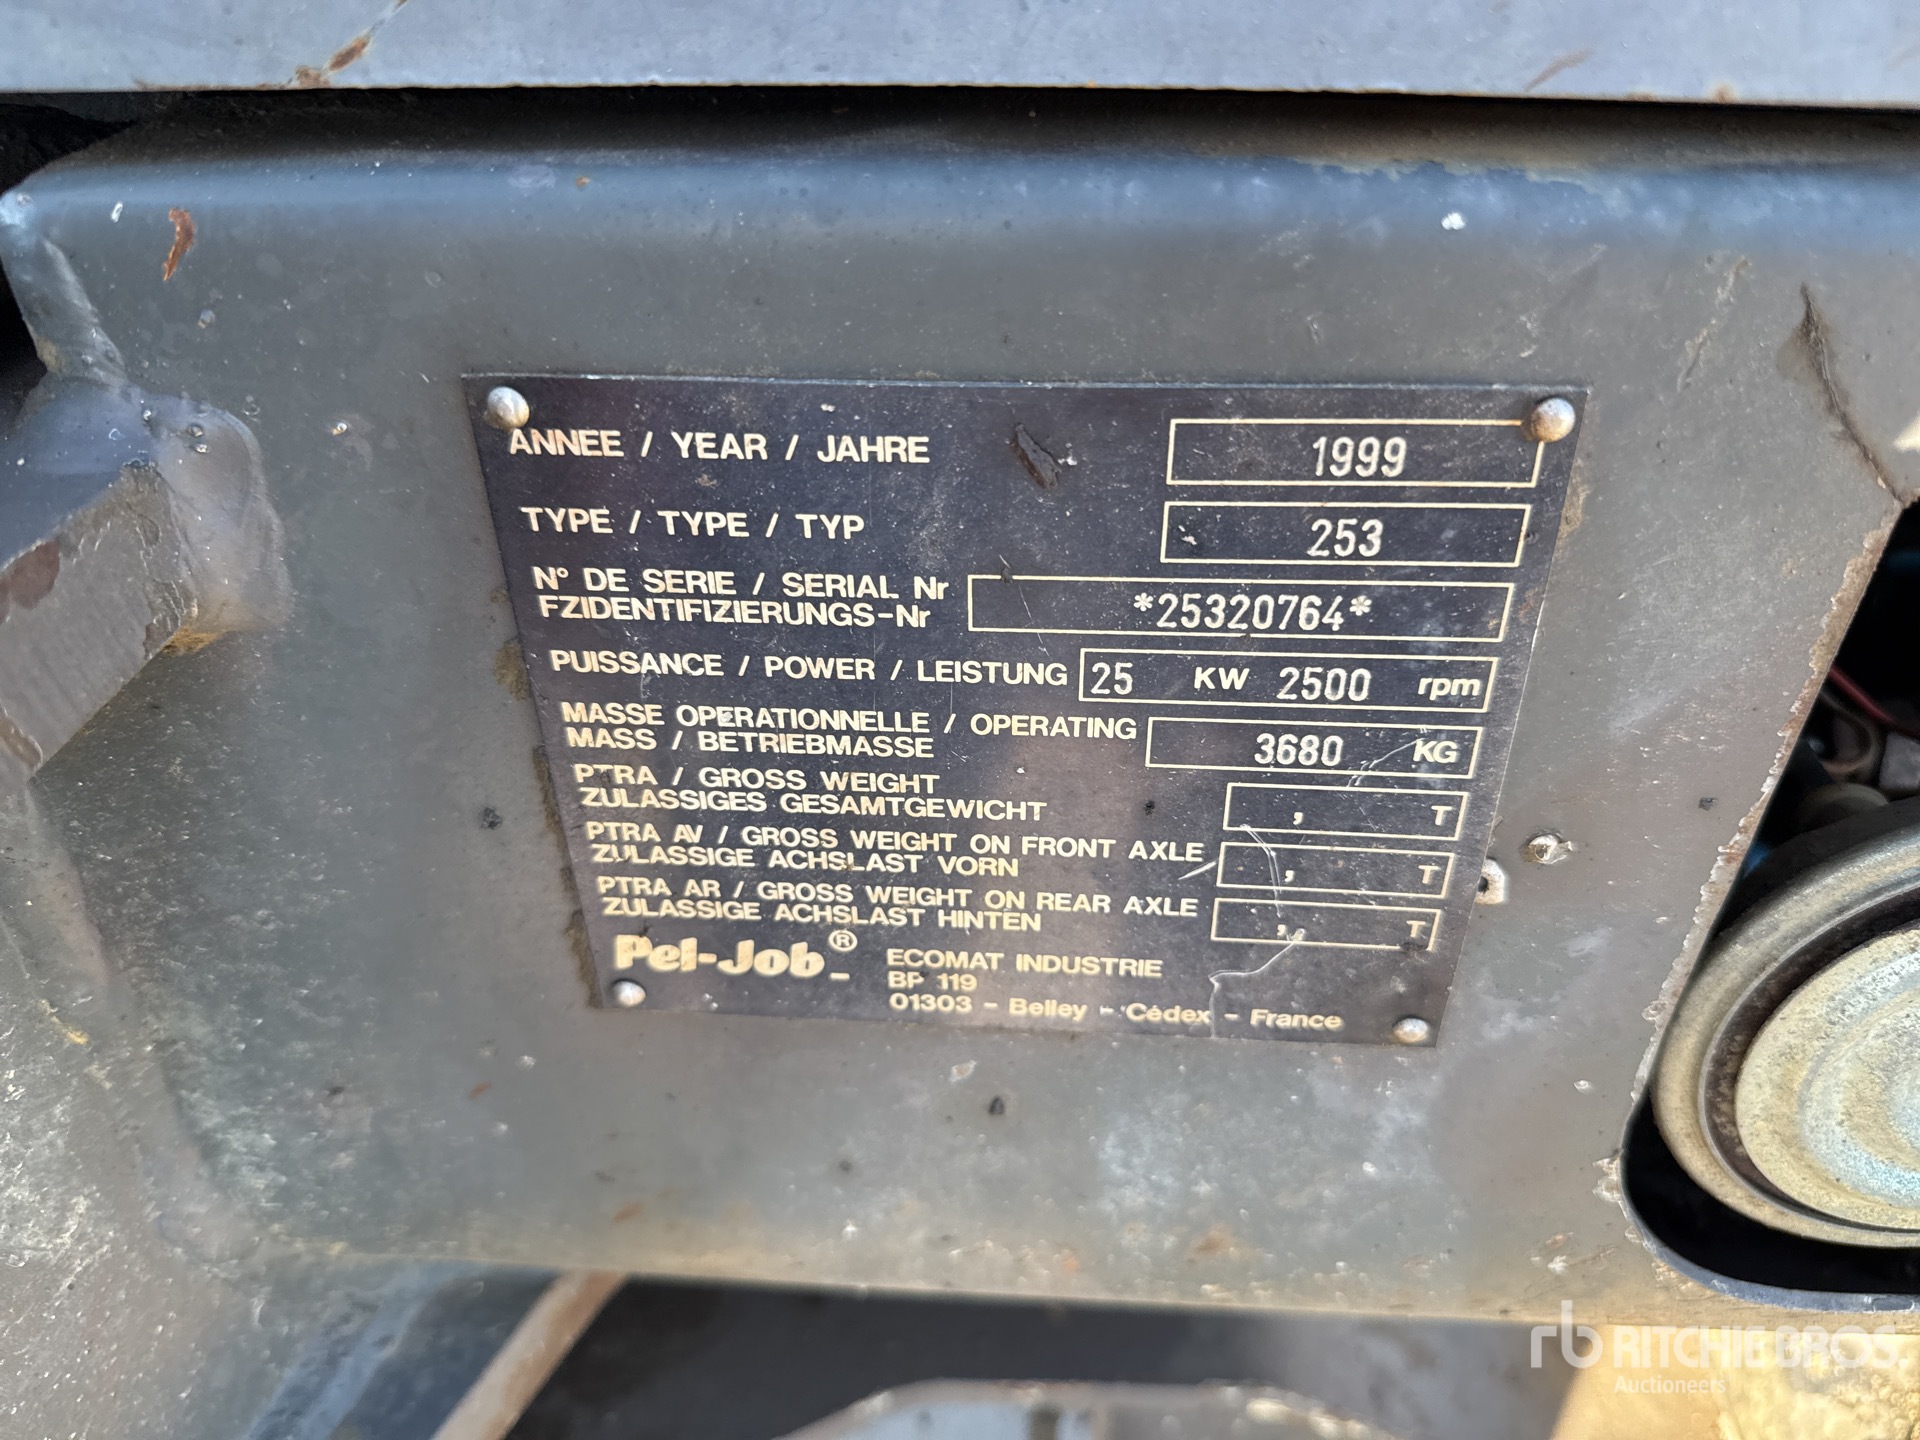 ANNEE / YEAR / JAHRE 1999
TYPE / TYPE / TYP 253
N° DE SERIE / SERIAL Nr
FZIDENTIFIZIERUNGS-Nr *25320764*
PUISSANCE / POWER / LEISTUNG 25 KW 2500 rpm
MASSE OPERATIONNELLE / OPERATING
MASS / BETRIEBMASSE 3680 KG
PTRA / GROSS WEIGHT
ZULASSIGES GESAMTGEWICHT , T
PTRA AV / GROSS WEIGHT ON FRONT AXLE
ZULASSIGE ACHSLAST VORN , T
PTRA AR / GROSS WEIGHT ON REAR AXLE
ZULASSIGE ACHSLAST HINTEN , T
Pel-Job®
ECOMAT INDUSTRIE
BP 119
01303 - Belley - Cédex - France
rb RITCHIE BROS.
Auctioneers